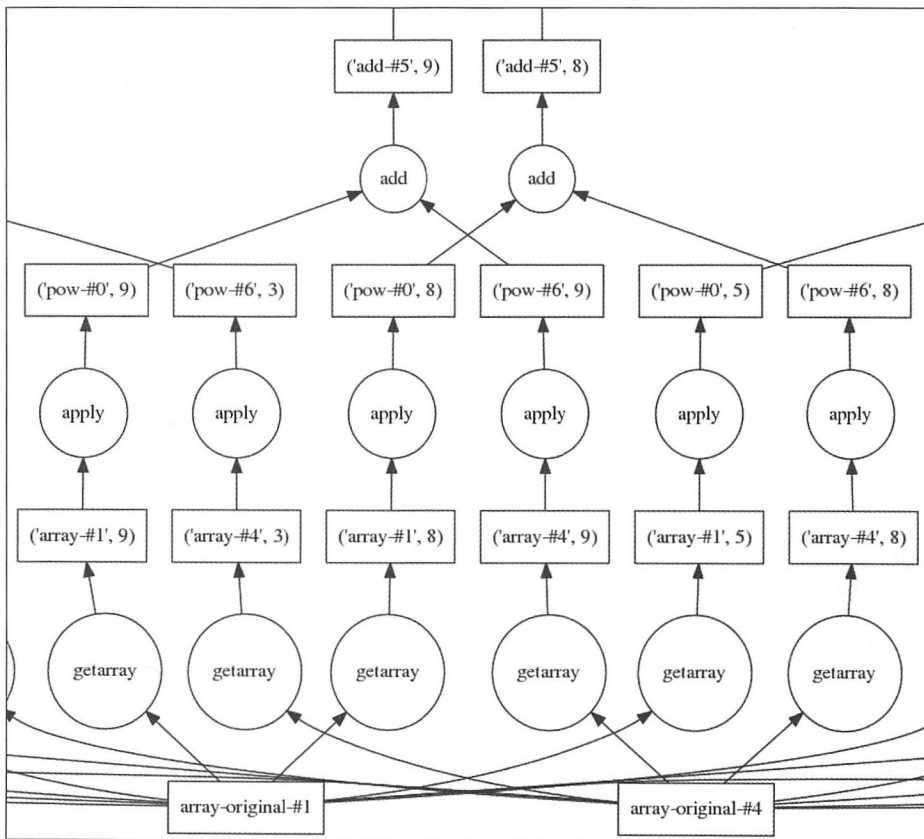 ('add-#5', 9) ('add-#5', 8)
add add
('pow-#0', 9) ('pow-#6', 3) ('pow-#0', 8) ('pow-#6', 9) ('pow-#0', 5) ('pow-#6', 8)
apply apply apply apply apply apply
('array-#1', 9) ('array-#4', 3) ('array-#1', 8) ('array-#4', 9) ('array-#1', 5) ('array-#4', 8)
getarray getarray getarray getarray getarray getarray
array-original-#1 array-original-#4